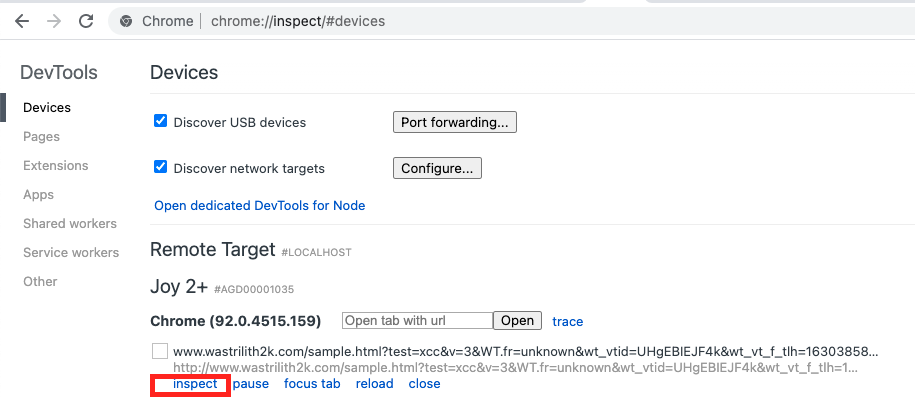 Chrome | chrome://inspect/#devices
DevTools
Devices
Pages
Extensions
Apps
Shared workers
Service workers
Other
Devices
Discover USB devices
Port forwarding...
Discover network targets
Configure...
Open dedicated DevTools for Node
Remote Target #LOCALHOST
Joy 2+ #AGD00001035
Chrome (92.0.4515.159) Open tab with url Open trace
www.wastrilith2k.com/sample.html?test=xcc&v=3&WT.fr=unknown&wt_vtid=UHgEBIEJF4k&wt_vt_f_tlh=16303858...
http://www.wastrilith2k.com/sample.html?test=xcc&v=3&WT.fr=unknown&wt_vtid=UHgEBIEJF4k&wt_vt_f_tlh=1...
inspect pause focus tab reload close